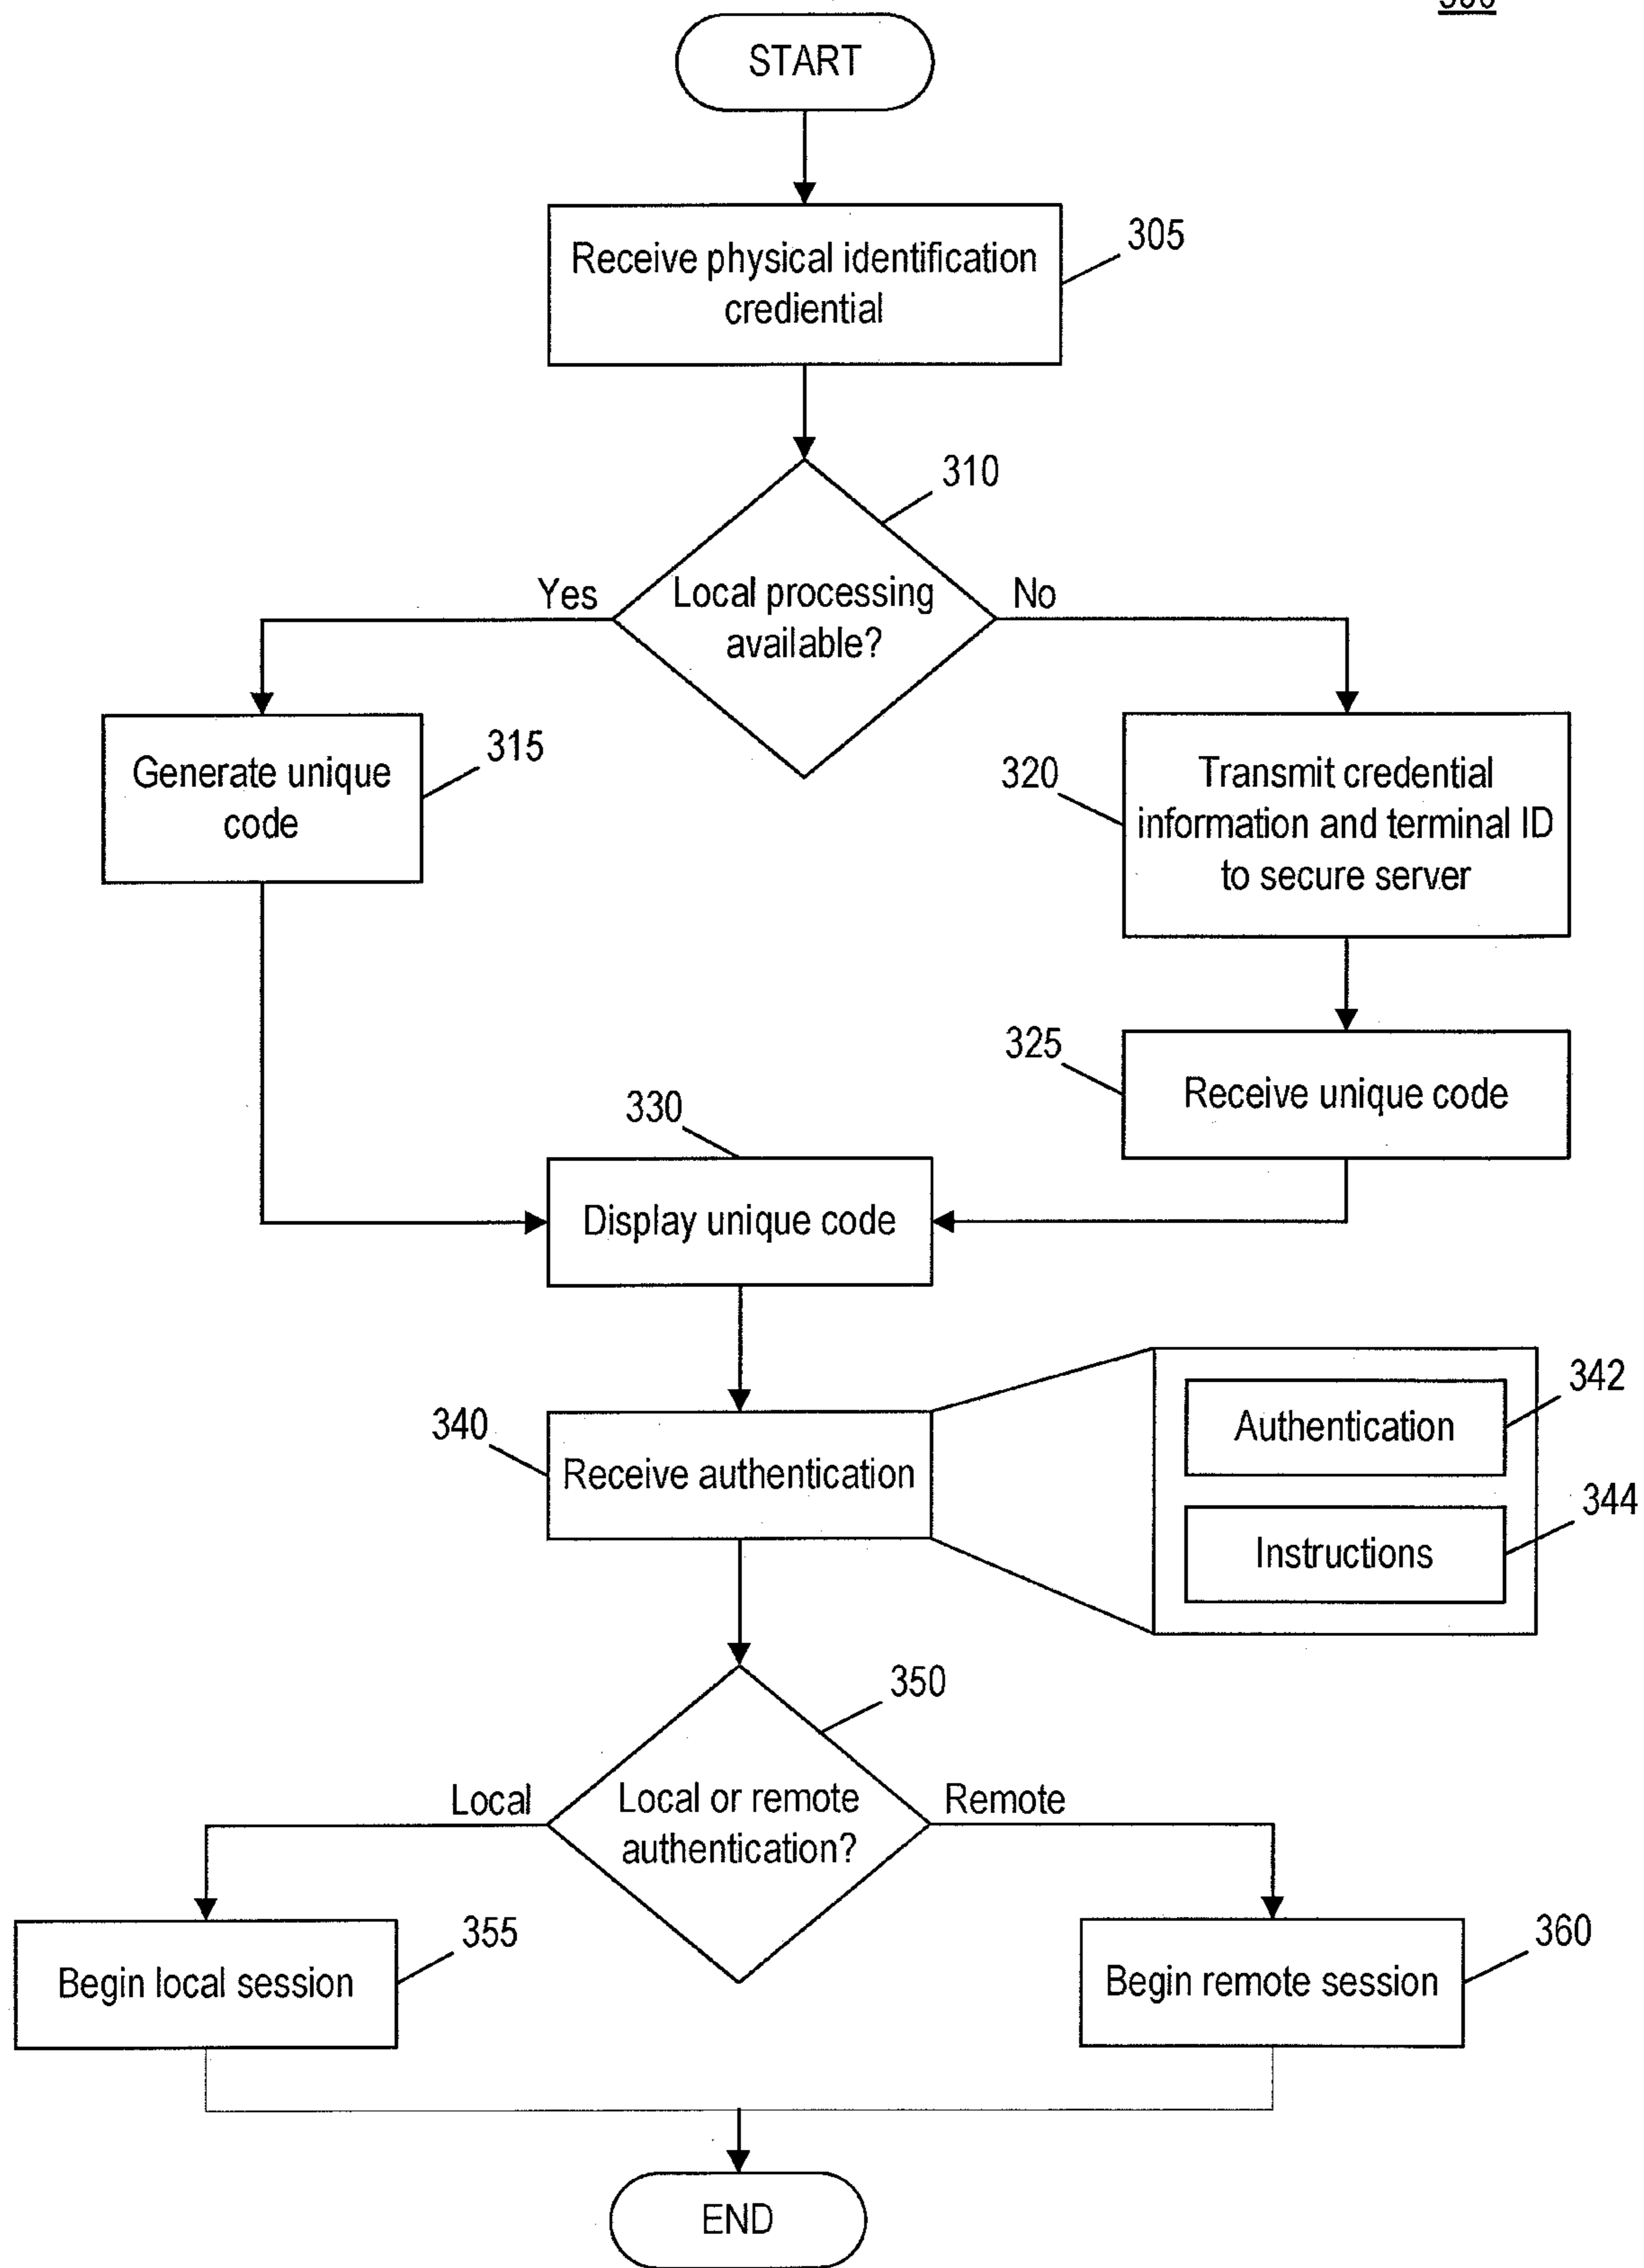 START
Receive physical identification
crediential
305
310
Local processing
available?
Yes
No
Generate unique
code
315
320
Transmit credential
information and terminal ID
to secure server
325
Receive unique code
330
Display unique code
340
Receive authentication
Authentication
342
Instructions
344
350
Local or remote
authentication?
Local
Remote
Begin local session
355
Begin remote session
360
END